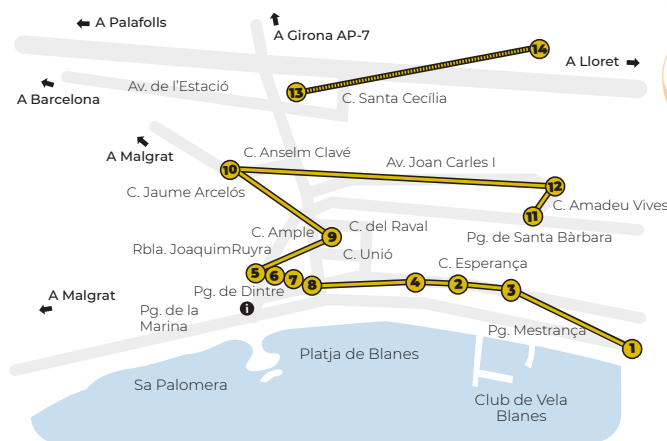 A Palafolls
A Girona AP-7
14
A Lloret
Av. de l'Estació
13
A Barcelona
C. Santa Cecília
C. Anselm Clavé
A Malgrat
Av. Joan Carles I
10
12
C. Jaume Arcelós
C. Amadeu Vives
11
C. del Raval
C. Ample
9
Pg. de Santa Bàrbara
Rbla. JoaquimRuyra
C. Unió
C. Esperança
5
6
7
8
4
2
3
Pg. de Dintre
A Malgrat
i
Pg. de la
Marina
Pg. Mestrança
1
Platja de Blanes
Sa Palomera
Club de Vela
Blanes